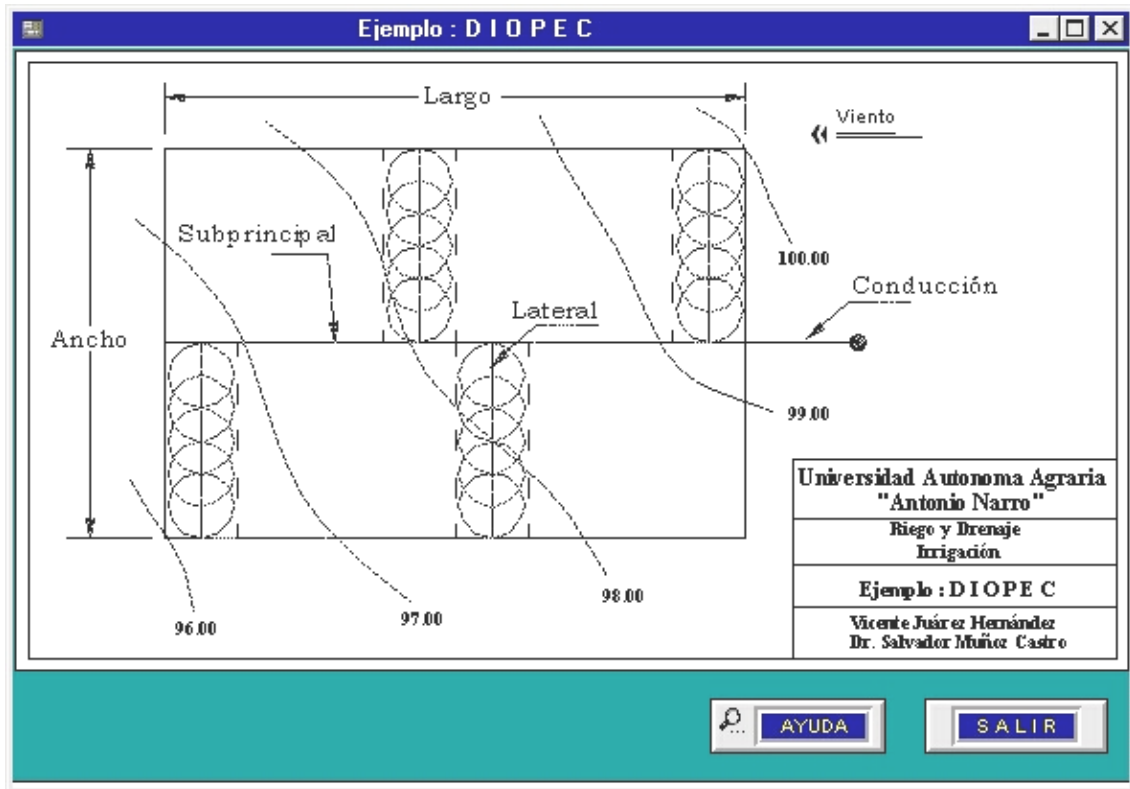 Ejemplo : D I O P E C
Largo
Viento
Subprincipal
100.00
Conducción
Lateral
Ancho
99.00
Universidad Autonoma Agraria
"Antonio Narro"
Riego y Drenaje
Irrigación
98.00
Ejemplo : D I O P E C
97.00
96.00
Vicente Juárez Hernández
Dr. Salvador Muñoz Castro
AYUDA
S A L I R